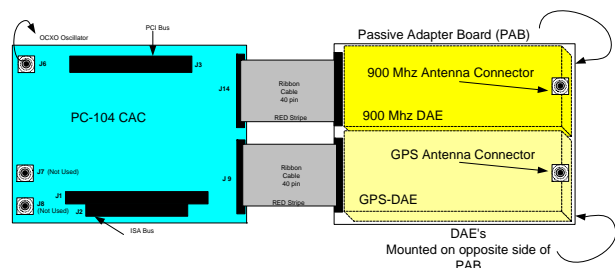 OCXO Oscillator
PCI Bus
Passive Adapter Board (PAB)
J6
J3
J14
Ribbon
Cable
40 pin
RED Stripe
900 Mhz Antenna Connector
900 Mhz DAE
PC-104 CAC
J7 (Not Used)
J8
(Not Used)
J1
J2
ISA Bus
J 9
Ribbon
Cable
40 pin
RED Stripe
GPS Antenna Connector
GPS-DAE
DAE's
Mounted on opposite side of
PAB